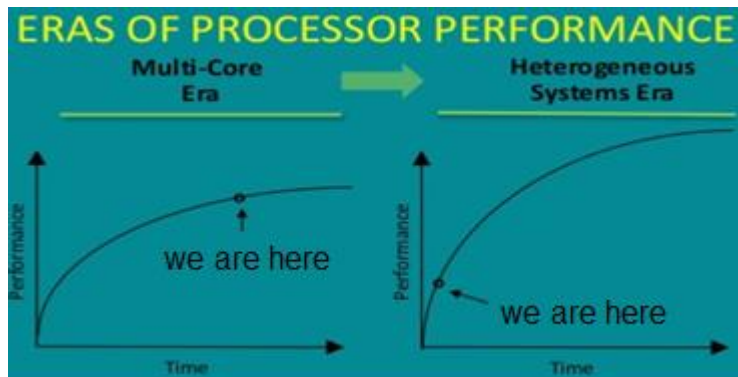 ERAS OF PROCESSOR PERFORMANCE
Multi-Core
Era
Heterogeneous
Systems Era
Performance
we are here
Time
Performance
we are here
Time